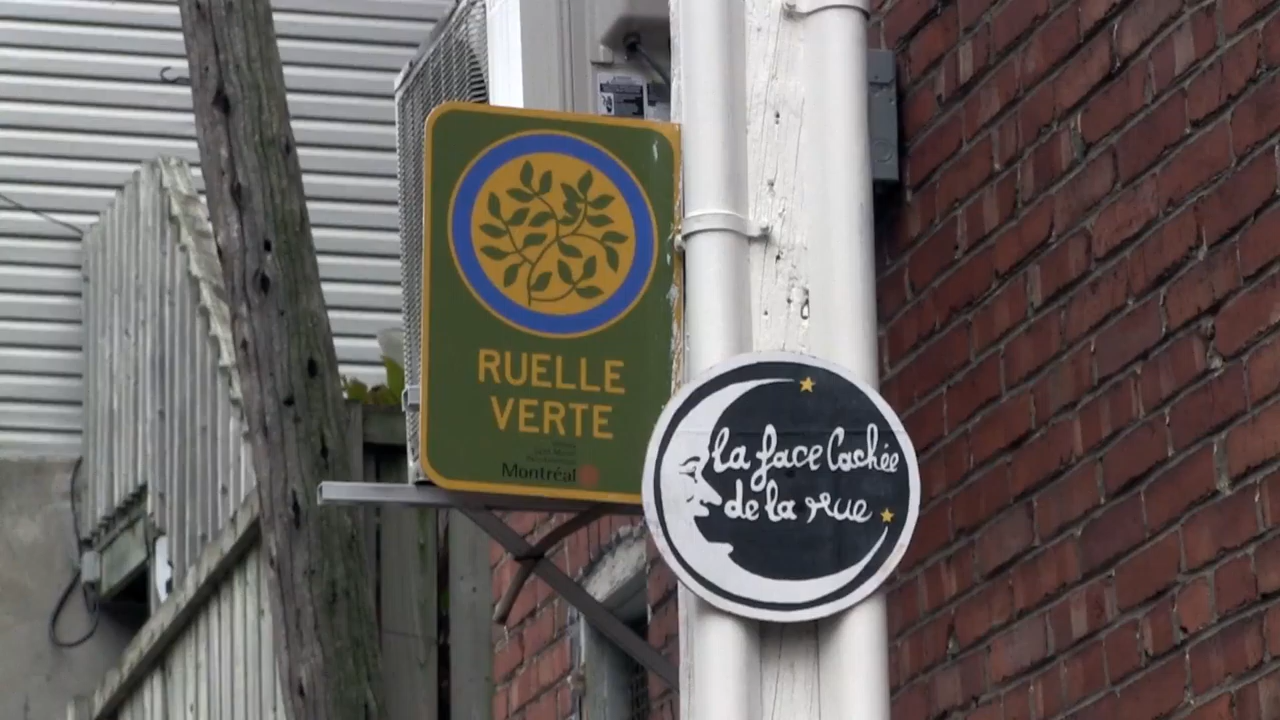 RUELLE
VERTE
Montréal
la face cachée
de la rue